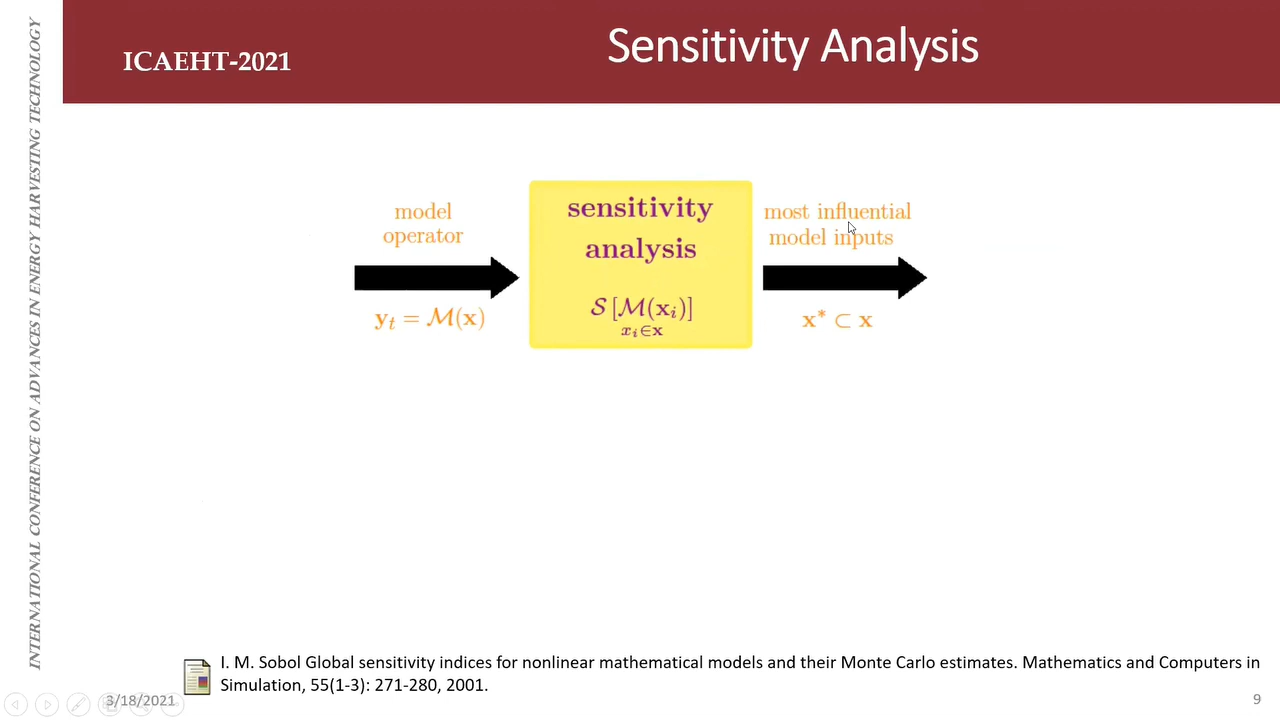 INTERNATIONAL CONFERENCE ON ADVANCES IN ENERGY HARVESTING TECHNOLOGY
ICAEHT-2021
Sensitivity Analysis
model
operator
y_t = M(x)
sensitivity
analysis
S [M(x_i)]
x_i∈x
most influential
model inputs
x* ⊂ x
I. M. Sobol Global sensitivity indices for nonlinear mathematical models and their Monte Carlo estimates. Mathematics and Computers in
Simulation, 55(1-3): 271-280, 2001.
3/18/2021
9